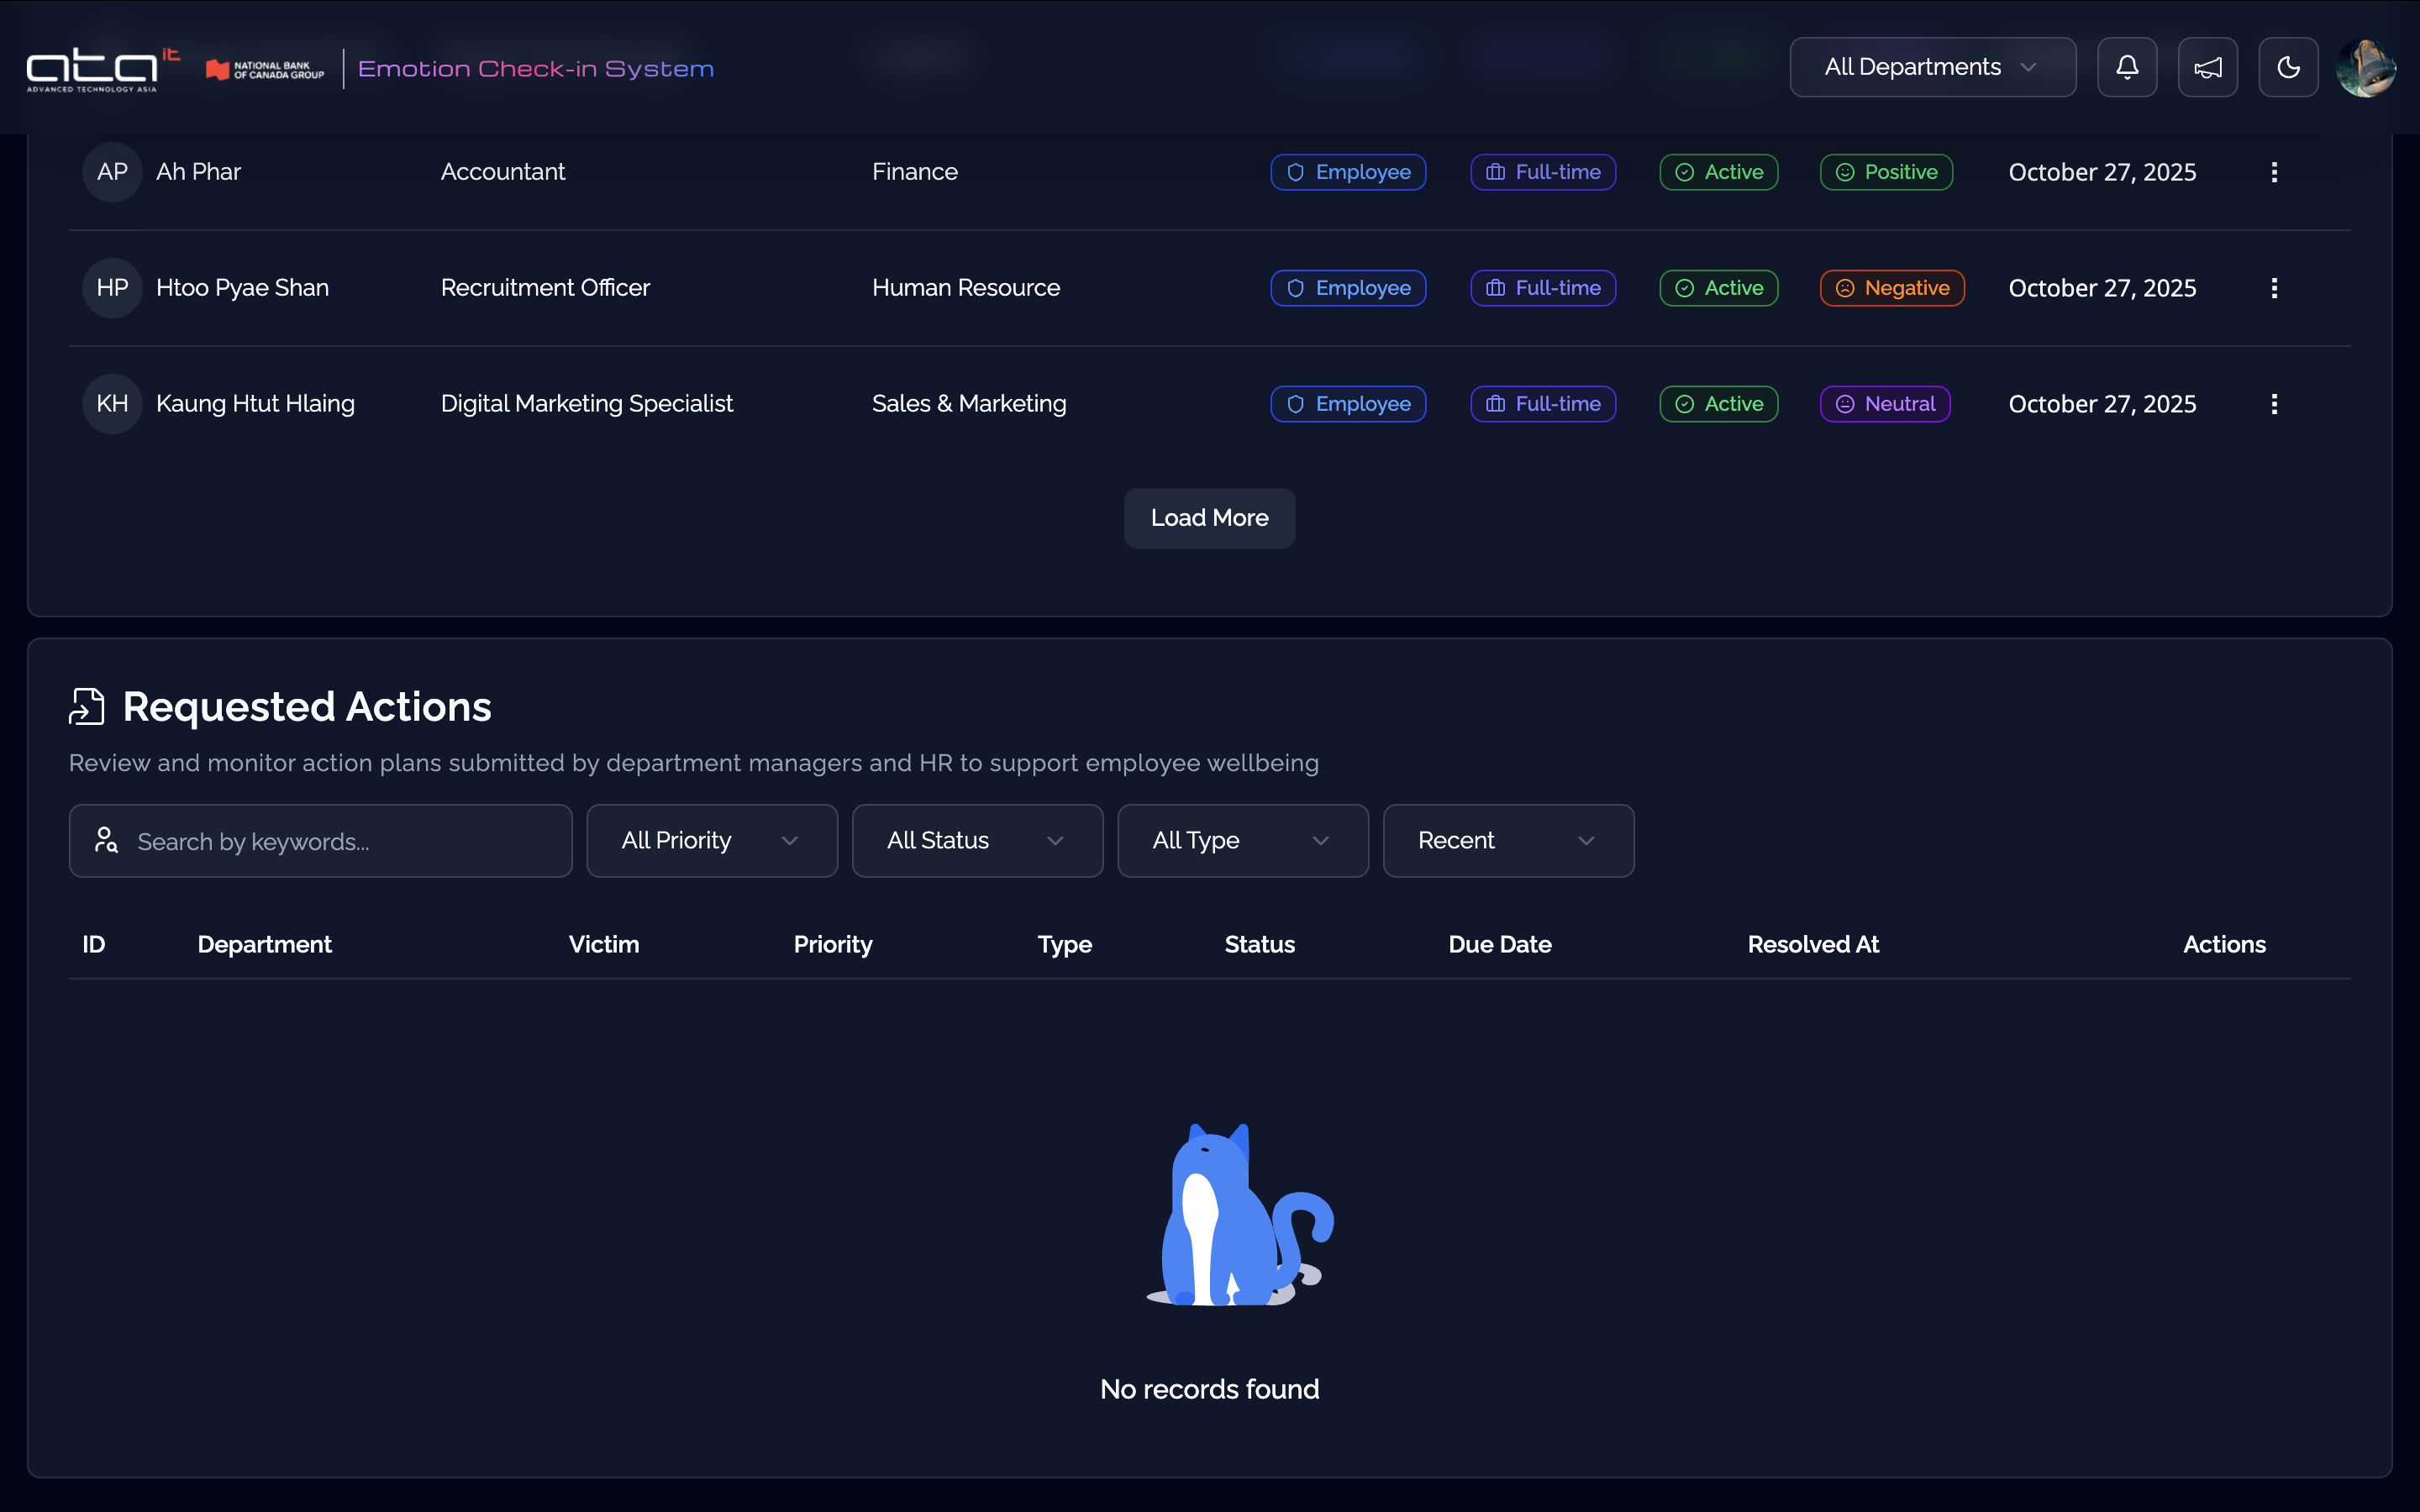 ata it
ADVANCED TECHNOLOGY ASIA
NATIONAL BANK
OF CANADA GROUP
Emotion Check-in System
All Departments
AP Ah Phar Accountant Finance Employee Full-time Active Positive October 27, 2025
HP Htoo Pyae Shan Recruitment Officer Human Resource Employee Full-time Active Negative October 27, 2025
KH Kaung Htut Hlaing Digital Marketing Specialist Sales & Marketing Employee Full-time Active Neutral October 27, 2025
Load More
Requested Actions
Review and monitor action plans submitted by department managers and HR to support employee wellbeing
Search by keywords... All Priority All Status All Type Recent
ID Department Victim Priority Type Status Due Date Resolved At Actions
No records found